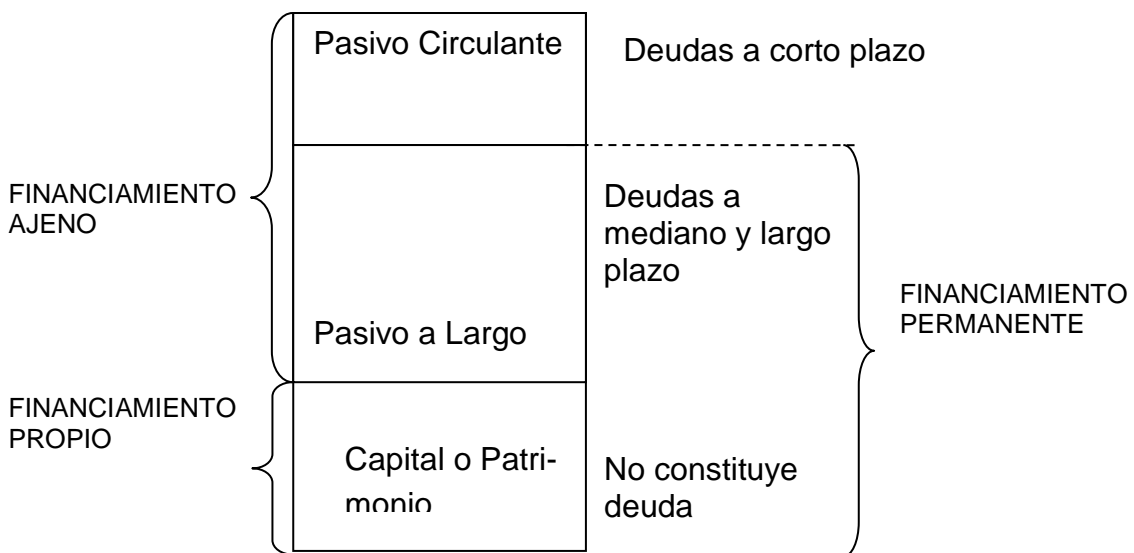 Pasivo Circulante
Deudas a corto plazo
FINANCIAMIENTO
AJENO
Deudas a
mediano y largo
plazo
Pasivo a Largo
FINANCIAMIENTO
PERMANENTE
FINANCIAMIENTO
PROPIO
Capital o Patri-
monio
No constituye
deuda